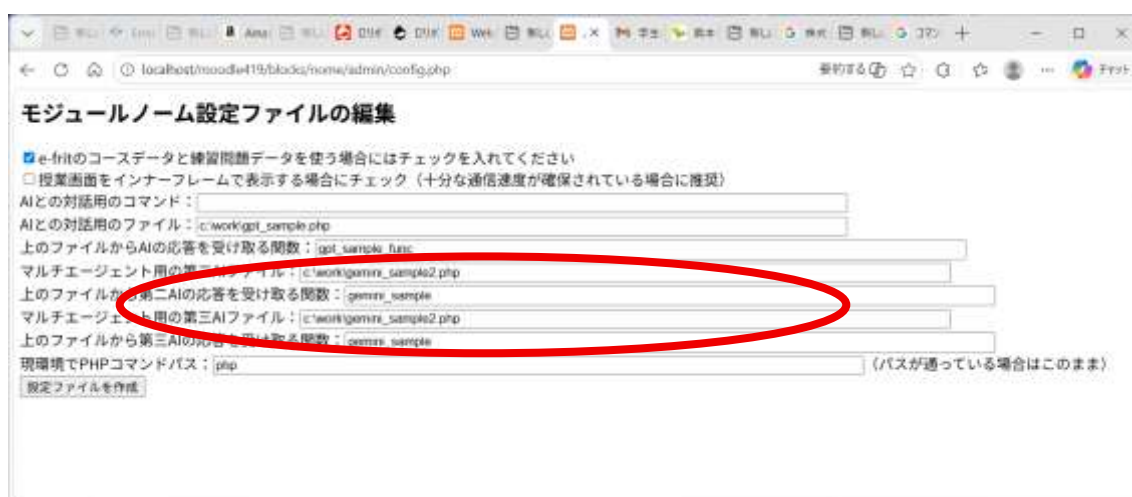 localhost/moodle419/blocks/nome/admin/config.php
要約する
チャット
モジュールノーム設定ファイルの編集
e-fritのコースデータと練習問題データを使う場合にはチェックを入れてください
授業画面をインナーフレームで表示する場合にチェック（十分な通信速度が確保されている場合に推奨）
AIとの対話用のコマンド：
AIとの対話用のファイル：c:\work\gpt_sample.php
上のファイルからAIの応答を受け取る関数：gpt_sample_func
マルチエージェント用の第二AIファイル：c:\work\gemini_sample2.php
上のファイルから第二AIの応答を受け取る関数：gemini_sample
マルチエージェント用の第三AIファイル：c:\work\gemini_sample2.php
上のファイルから第三AIの応答を受け取る関数：gemini_sample
現環境でPHPコマンドパス：php （パスが通っている場合はこのまま）
設定ファイルを作成